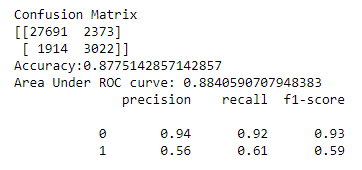 Confusion Matrix
[[27691 2373]
[ 1914 3022]]
Accuracy:0.8775142857142857
Area Under ROC curve: 0.8840590707948383
precision recall f1-score
0 0.94 0.92 0.93
1 0.56 0.61 0.59